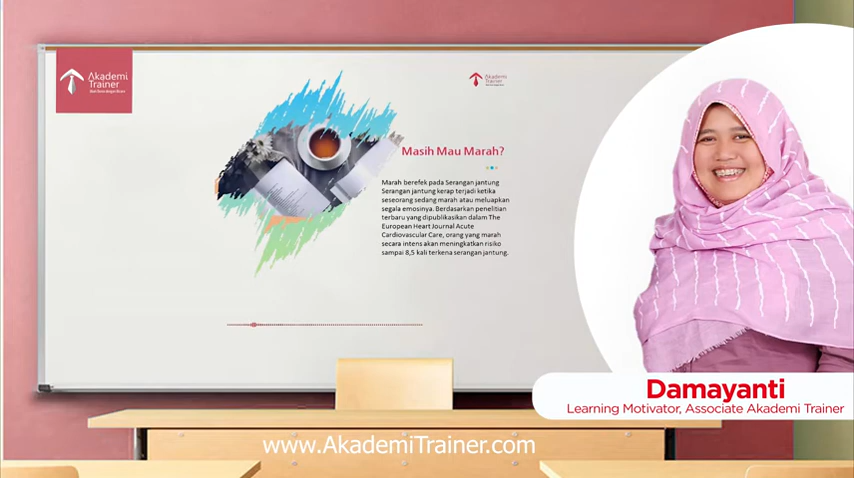 Akademi
Trainer
Akademi
Trainer
Masih Mau Marah?
Marah berefek pada Serangan jantung
Serangan jantung kerap terjadi ketika
seseorang sedang marah atau meluapkan
segala emosinya. Berdasarkan penelitian
terbaru yang dipublikasikan dalam The
European Heart Journal Acute
Cardiovascular Care, orang yang marah
secara intens akan meningkatkan risiko
sampai 8,5 kali terkena serangan jantung.
Damayanti
Learning Motivator, Associate Akademi Trainer
www.AkademiTrainer.com